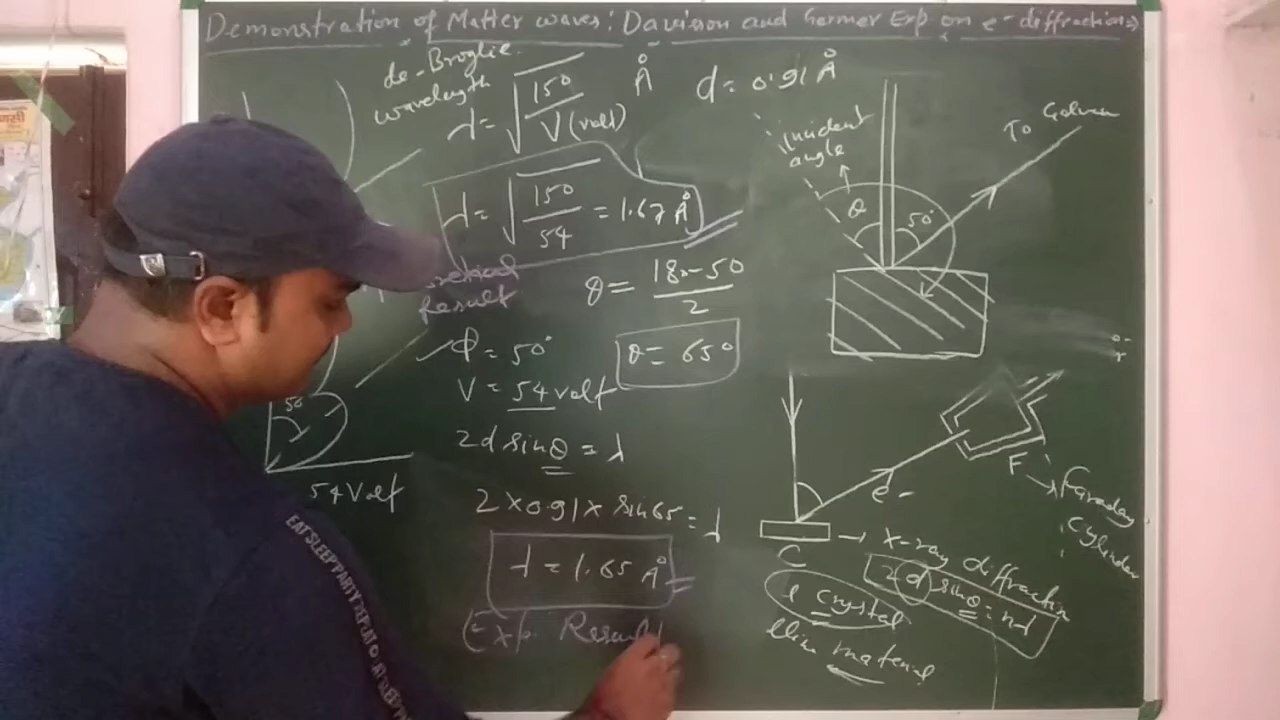 Demonstration of Matter waves: Davison and Germer Exp on e- diffraction
de-Broglie
wavelength
λ = √150/V(volt) Å
λ = √150/54 = 1.67 Å
Result
θ = 180-50/2
θ = 65°
φ = 50°
V = 54 volt
2d sinθ = λ
2 × 0.91 × sin65 = λ
λ = 1.65 Å
(Exp. Result
50
54 Volt
d = 0.91 Å
incident
angle
θ
50°
To Galvan
e-
F → Faraday
Cylinder
C → X-ray diffraction
2d sinθ = nλ
crystal
material